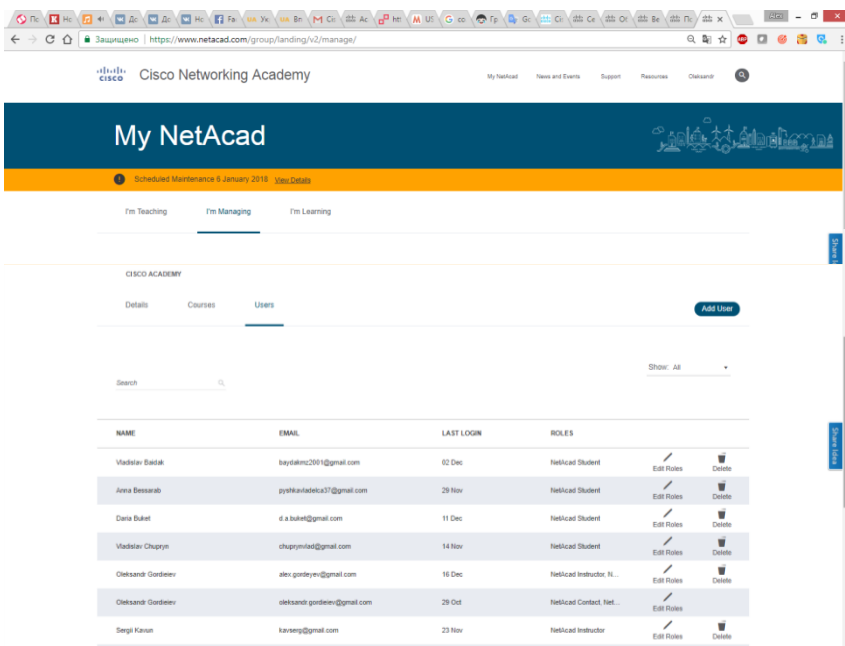 Защищено | https://www.netacad.com/group/landing/v2/manage/
CISCO Cisco Networking Academy My NetAcad News and Events Support Resources Oleksandr
My NetAcad
Scheduled Maintenance 6 January 2018 View Details
I'm Teaching I'm Managing I'm Learning
CISCO ACADEMY
Details Courses Users Add User
Show: All
Search
NAME EMAIL LAST LOGIN ROLES
Vladislav Baidak baydakmz2001@gmail.com 02 Dec NetAcad Student Edit Roles Delete
Anna Bessarab pyshkavladelca37@gmail.com 29 Nov NetAcad Student Edit Roles Delete
Daria Buket d.a.buket@gmail.com 11 Dec NetAcad Student Edit Roles Delete
Vladislav Chupryn chuprynvlad@gmail.com 14 Nov NetAcad Student Edit Roles Delete
Oleksandr Gordieiev alex.gordeyev@gmail.com 16 Dec NetAcad Instructor, N... Edit Roles Delete
Oleksandr Gordieiev oleksandr.gordieiev@gmail.com 29 Oct NetAcad Contact, Net... Edit Roles
Sergii Kavun kavserg@gmail.com 23 Nov NetAcad Instructor Edit Roles Delete
Share Idea